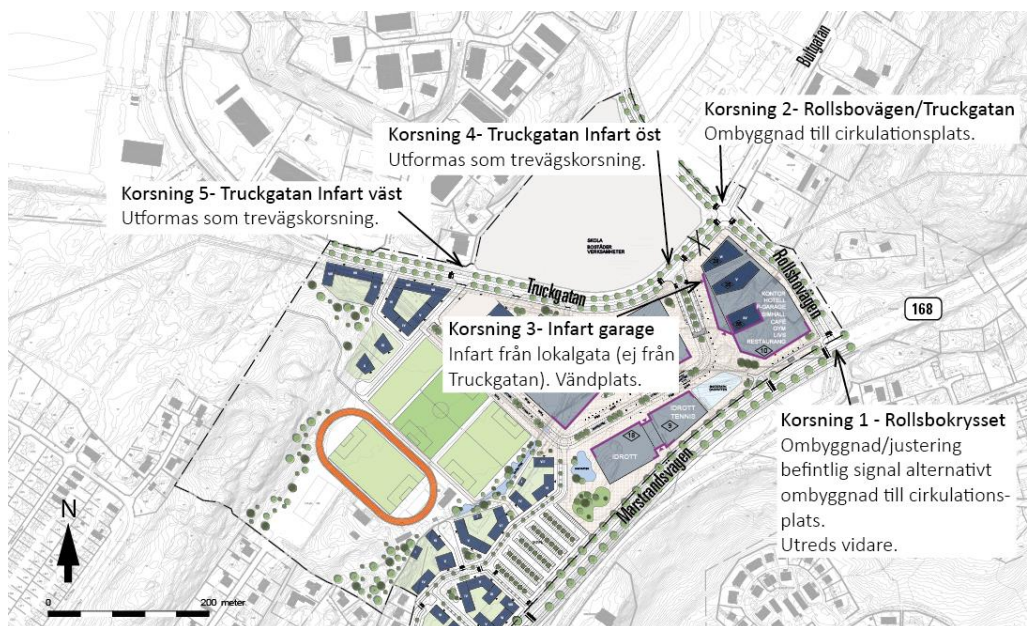 Bultgatan
Korsning 2- Rollsbovägen/Truckgatan
Ombyggnad till cirkulationsplats.
Korsning 4- Truckgatan Infart öst
Utformas som trevägskorsning.
Korsning 5- Truckgatan Infart väst
Utformas som trevägskorsning.
SKOLA
BOSTÄDER
VERKSAMHETER
Rollsbovägen
Truckgatan
KONTOR
HOTELL
P-GARAGE
SIMHALL
CAFÉ
GYM
LIVS
RESTAURANG
168
Korsning 3- Infart garage
Infart från lokalgata (ej från
Truckgatan). Vändplats.
IDROTT
TENNIS
IDROTT
Marstrandsvägen
Korsning 1 - Rollsbokrysset
Ombyggnad/justering
befintlig signal alternativt
ombyggnad till cirkulations-
plats.
Utreds vidare.
N
0 200 meter